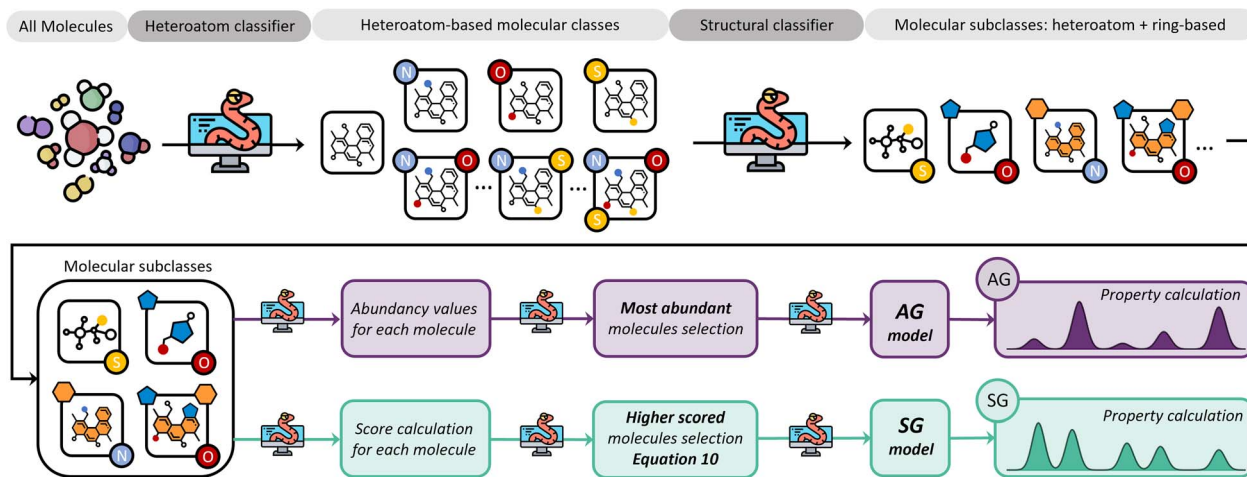 All Molecules
Heteroatom classifier
Heteroatom-based molecular classes
Structural classifier
Molecular subclasses: heteroatom + ring-based
N
O
S
N
O
...
N
S
...
N
O
S
S
O
N
O
...
Molecular subclasses
S
O
N
O
Abundancy values
for each molecule
Most abundant
molecules selection
AG
model
AG
Property calculation
Score calculation
for each molecule
Higher scored
molecules selection
Equation 10
SG
model
SG
Property calculation